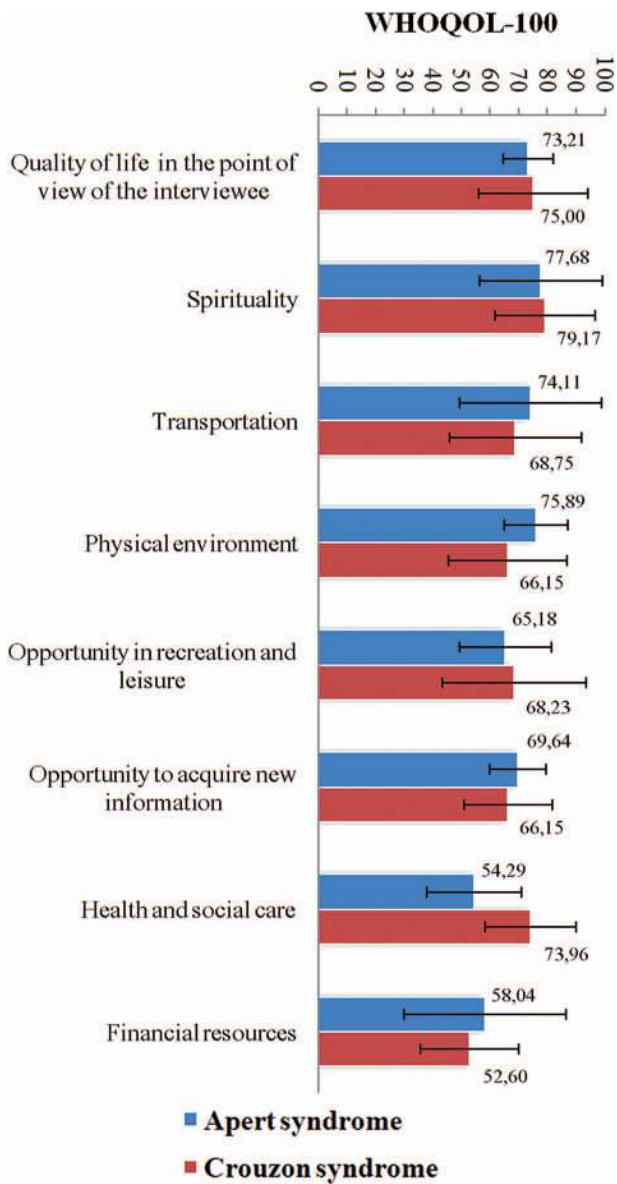 WHOQOL-100
0 10 20 30 40 50 60 70 80 90 100
73,21
Quality of life in the point of
view of the interviewee
75,00
77,68
Spirituality
79,17
74,11
Transportation
68,75
75,89
Physical environment
66,15
65,18
Opportunity in recreation and
leisure
68,23
69,64
Opportunity to acquire new
information
66,15
54,29
Health and social care
73,96
58,04
Financial resources
52,60
Apert syndrome
Crouzon syndrome